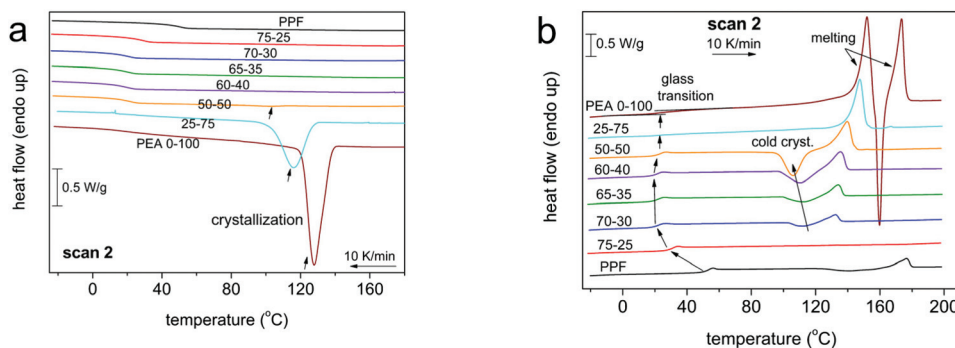 a
PPF
75-25
70-30
65-35
60-40
50-50
25-75
PEA 0-100
0.5 W/g
crystallization
scan 2
10 K/min
heat flow (endo up)
0 40 80 120 160
temperature (°C)
b
scan 2
0.5 W/g
10 K/min
melting
glass
transition
PEA 0-100
25-75
50-50
cold cryst.
60-40
65-35
70-30
75-25
PPF
heat flow (endo up)
0 40 80 120 160 200
temperature (°C)